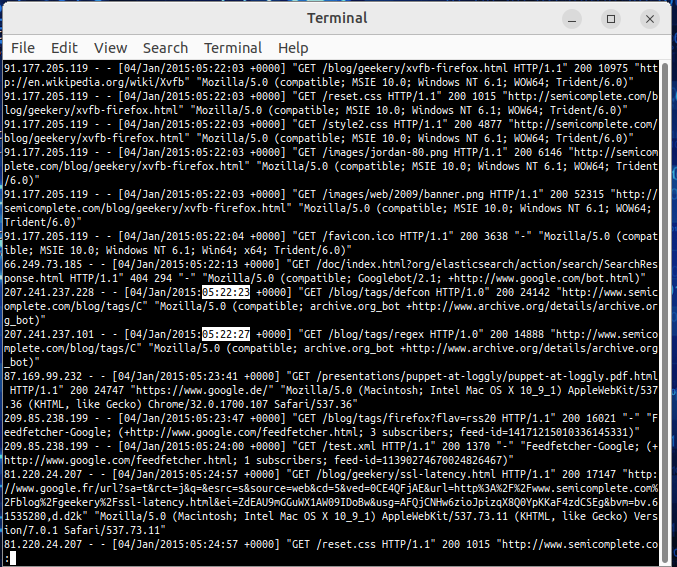 Terminal
File Edit View Search Terminal Help
91.177.205.119 - - [04/Jan/2015:05:22:03 +0000] "GET /blog/geekery/xvfb-firefox.html HTTP/1.1" 200 10975 "htt
p://en.wikipedia.org/wiki/Xvfb" "Mozilla/5.0 (compatible; MSIE 10.0; Windows NT 6.1; WOW64; Trident/6.0)"
91.177.205.119 - - [04/Jan/2015:05:22:03 +0000] "GET /reset.css HTTP/1.1" 200 1015 "http://semicomplete.com/b
log/geekery/xvfb-firefox.html" "Mozilla/5.0 (compatible; MSIE 10.0; Windows NT 6.1; WOW64; Trident/6.0)"
91.177.205.119 - - [04/Jan/2015:05:22:03 +0000] "GET /style2.css HTTP/1.1" 200 4877 "http://semicomplete.com/
blog/geekery/xvfb-firefox.html" "Mozilla/5.0 (compatible; MSIE 10.0; Windows NT 6.1; WOW64; Trident/6.0)"
91.177.205.119 - - [04/Jan/2015:05:22:03 +0000] "GET /images/jordan-80.png HTTP/1.1" 200 6146 "http://semicom
plete.com/blog/geekery/xvfb-firefox.html" "Mozilla/5.0 (compatible; MSIE 10.0; Windows NT 6.1; WOW64; Trident
/6.0)"
91.177.205.119 - - [04/Jan/2015:05:22:03 +0000] "GET /images/web/2009/banner.png HTTP/1.1" 200 52315 "http://
semicomplete.com/blog/geekery/xvfb-firefox.html" "Mozilla/5.0 (compatible; MSIE 10.0; Windows NT 6.1; WOW64;
Trident/6.0)"
91.177.205.119 - - [04/Jan/2015:05:22:04 +0000] "GET /favicon.ico HTTP/1.1" 200 3638 "-" "Mozilla/5.0 (compat
ible; MSIE 10.0; Windows NT 6.1; Win64; x64; Trident/6.0)"
66.249.73.185 - - [04/Jan/2015:05:22:13 +0000] "GET /doc/index.html?org/elasticsearch/action/search/SearchRes
ponse.html HTTP/1.1" 404 294 "-" "Mozilla/5.0 (compatible; Googlebot/2.1; +http://www.google.com/bot.html)"
207.241.237.228 - - [04/Jan/2015:05:22:23 +0000] "GET /blog/tags/defcon HTTP/1.0" 200 24142 "http://www.semic
omplete.com/blog/tags/C" "Mozilla/5.0 (compatible; archive.org_bot +http://www.archive.org/details/archive.or
g_bot)"
207.241.237.101 - - [04/Jan/2015:05:22:27 +0000] "GET /blog/tags/regex HTTP/1.0" 200 14888 "http://www.semico
mplete.com/blog/tags/C" "Mozilla/5.0 (compatible; archive.org_bot +http://www.archive.org/details/archive.org
_bot)"
87.169.99.232 - - [04/Jan/2015:05:23:41 +0000] "GET /presentations/puppet-at-loggly/puppet-at-loggly.pdf.html
HTTP/1.1" 200 24747 "https://www.google.de/" "Mozilla/5.0 (Macintosh; Intel Mac OS X 10_9_1) AppleWebKit/537
.36 (KHTML, like Gecko) Chrome/32.0.1700.107 Safari/537.36"
209.85.238.199 - - [04/Jan/2015:05:23:47 +0000] "GET /blog/tags/firefox?flav=rss20 HTTP/1.1" 200 16021 "-" "F
eedfetcher-Google; (+http://www.google.com/feedfetcher.html; 3 subscribers; feed-id=14171215010336145331)"
209.85.238.199 - - [04/Jan/2015:05:24:00 +0000] "GET /test.xml HTTP/1.1" 200 1370 "-" "Feedfetcher-Google; (+
http://www.google.com/feedfetcher.html; 1 subscribers; feed-id=11390274670024826467)"
81.220.24.207 - - [04/Jan/2015:05:24:57 +0000] "GET /blog/geekery/ssl-latency.html HTTP/1.1" 200 17147 "http:
//www.google.fr/url?sa=t&rct=j&q=&esrc=s&source=web&cd=5&ved=0CE4QFjAE&url=http%3A%2F%2Fwww.semicomplete.com%
2Fblog%2Fgeekery%2Fssl-latency.html&ei=ZdEAU9mGGuWX1AW09IDoBw&usg=AFQjCNHw6zioJpizqX8Q0YpKKaF4zdCSEg&bvm=bv.6
1535280,d.d2k" "Mozilla/5.0 (Macintosh; Intel Mac OS X 10_9_1) AppleWebKit/537.73.11 (KHTML, like Gecko) Vers
ion/7.0.1 Safari/537.73.11"
81.220.24.207 - - [04/Jan/2015:05:24:57 +0000] "GET /reset.css HTTP/1.1" 200 1015 "http://www.semicomplete.co
: